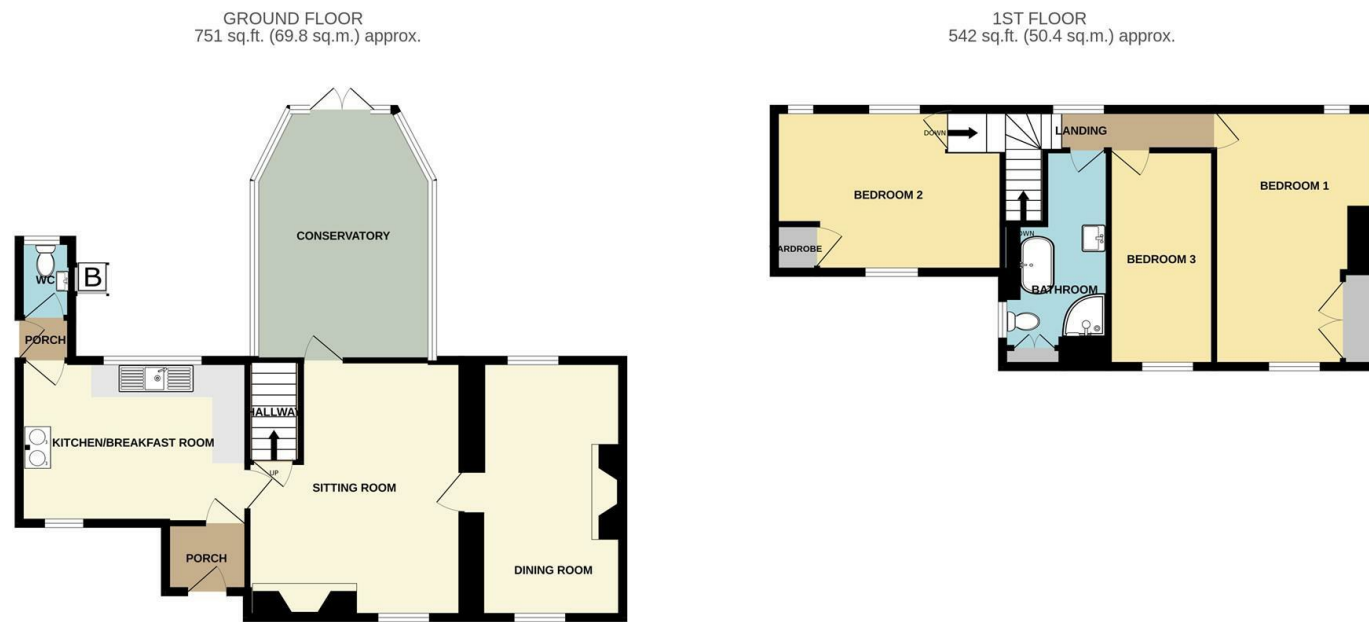 GROUND FLOOR
751 sq.ft. (69.8 sq.m.) approx.
CONSERVATORY
WC
B
PORCH
KITCHEN/BREAKFAST ROOM
HALLWAY
UP
SITTING ROOM
PORCH
DINING ROOM
1ST FLOOR
542 sq.ft. (50.4 sq.m.) approx.
DOWN
LANDING
BEDROOM 2
BEDROOM 1
WARDROBE
DOWN
BEDROOM 3
BATHROOM